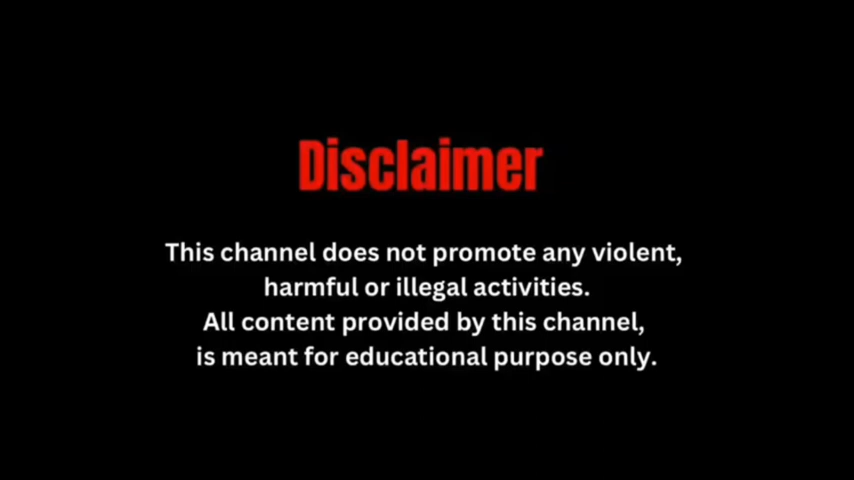 Disclaimer
This channel does not promote any violent,
harmful or illegal activities.
All content provided by this channel,
is meant for educational purpose only.